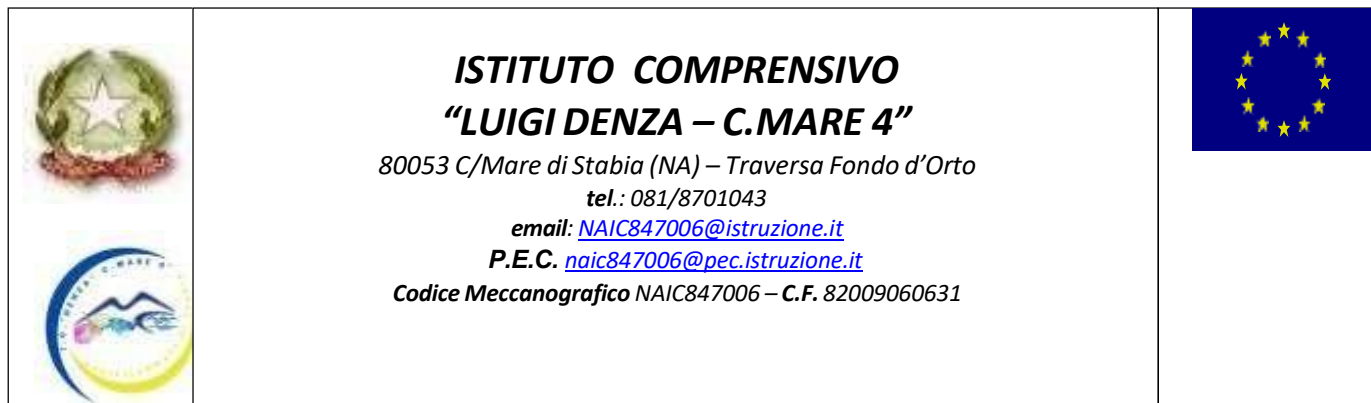 ISTITUTO COMPRENSIVO
“LUIGI DENZA – C.MARE 4”
80053 C/Mare di Stabia (NA) – Traversa Fondo d’Orto
tel.: 081/8701043
email: NAIC847006@istruzione.it
P.E.C. naic847006@pec.istruzione.it
Codice Meccanografico NAIC847006 – C.F. 82009060631